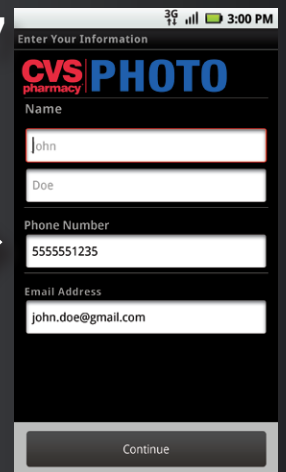 3G 3:00 PM
Enter Your Information
CVS PHOTO
pharmacy
Name
John
Doe
Phone Number
5555551235
Email Address
john.doe@gmail.com
Continue